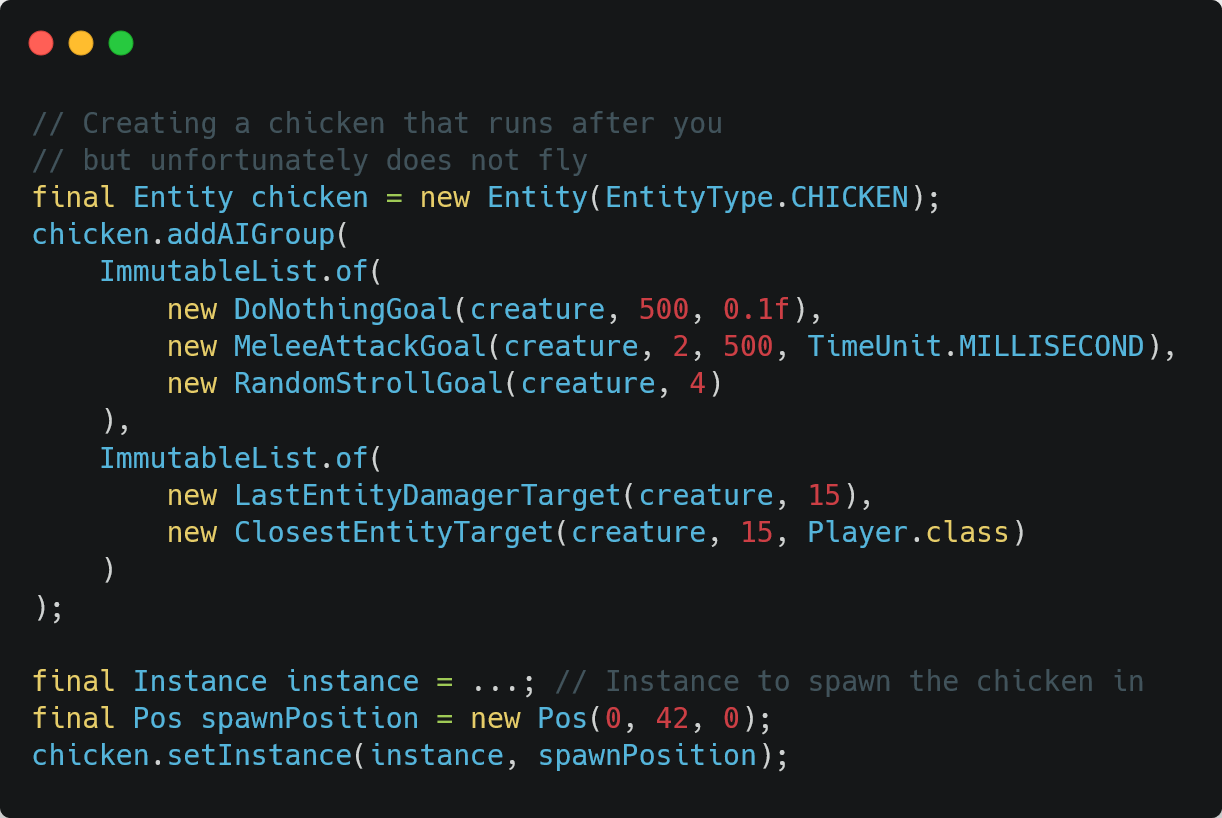 // Creating a chicken that runs after you
// but unfortunately does not fly
final Entity chicken = new Entity(EntityType.CHICKEN);
chicken.addAIGroup(
    ImmutableList.of(
        new DoNothingGoal(creature, 500, 0.1f),
        new MeleeAttackGoal(creature, 2, 500, TimeUnit.MILLISECOND),
        new RandomStrollGoal(creature, 4)
    ),
    ImmutableList.of(
        new LastEntityDamagerTarget(creature, 15),
        new ClosestEntityTarget(creature, 15, Player.class)
    )
);

final Instance instance = ...; // Instance to spawn the chicken in
final Pos spawnPosition = new Pos(0, 42, 0);
chicken.setInstance(instance, spawnPosition);